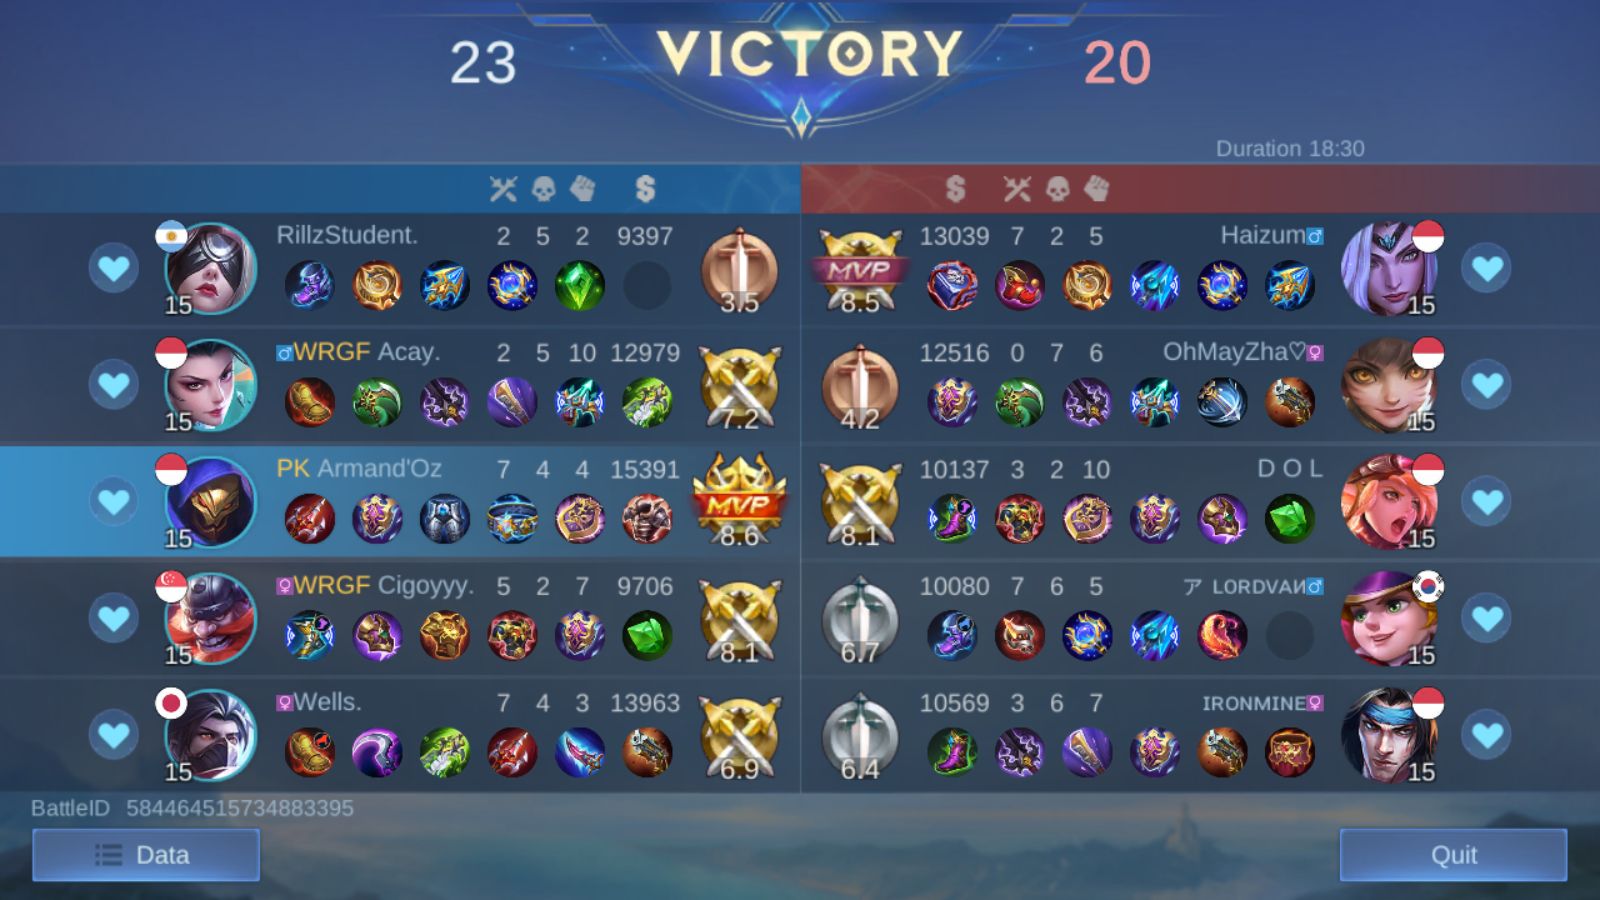 23 VICTORY 20
Duration 18:30
RillzStudent. 2 5 2 9397
15 3.5
MVP 13039 7 2 5 Haizum
8.5 15
WRGF Acay. 2 5 10 12979
15 7.2
12516 0 7 6 OhMayZha♡
4.2 15
PK Armand'Oz 7 4 4 15391
15 MVP 8.6
10137 3 2 10 D O L
8.1 15
WRGF Cigoyyy. 5 2 7 9706
15 8.1
10080 7 6 5 ア LORDVAИ
6.7 15
Wells. 7 4 3 13963
15 6.9
10569 3 6 7 IRONMINE
6.4 15
BattleID 584464515734883395
Data
Quit